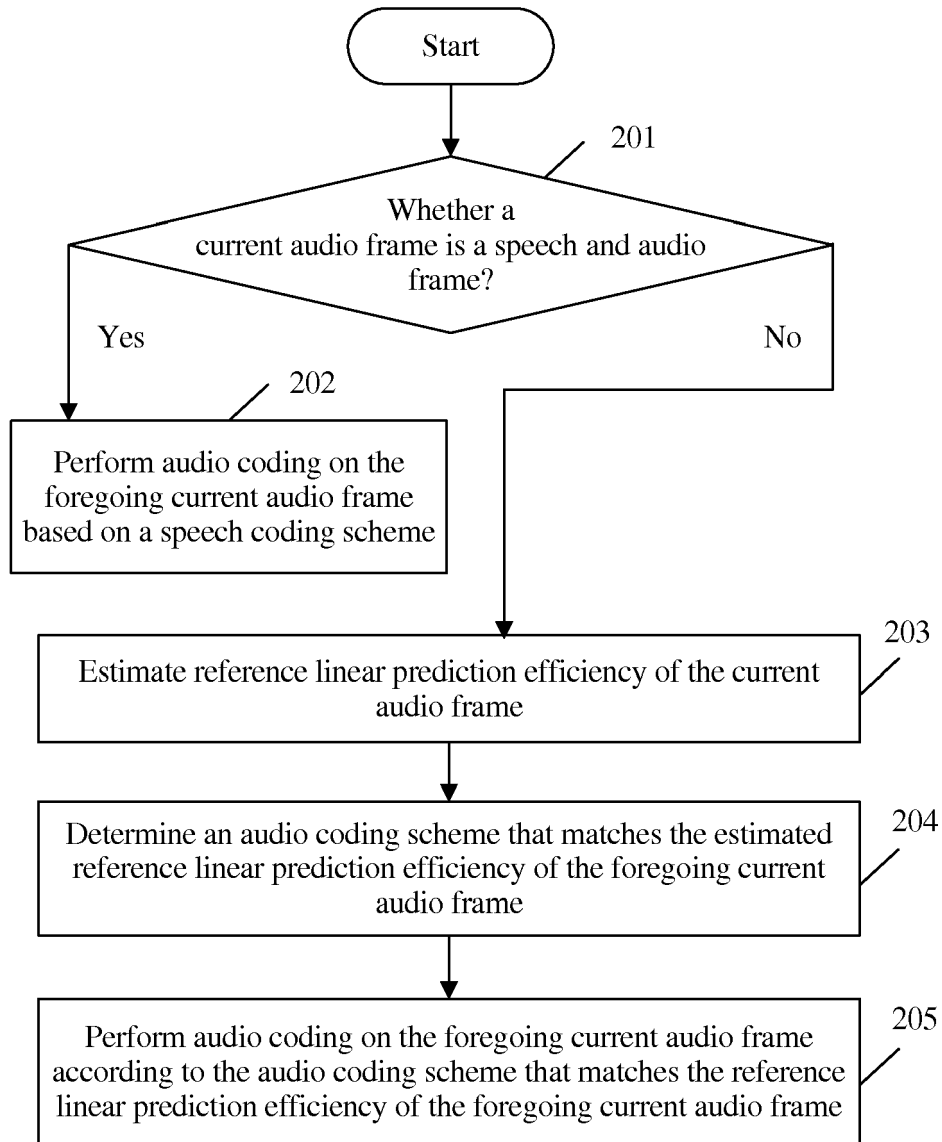 Start
201
Whether a
current audio frame is a speech and audio
frame?
Yes
No
202
Perform audio coding on the
foregoing current audio frame
based on a speech coding scheme
203
Estimate reference linear prediction efficiency of the current
audio frame
204
Determine an audio coding scheme that matches the estimated
reference linear prediction efficiency of the foregoing current
audio frame
205
Perform audio coding on the foregoing current audio frame
according to the audio coding scheme that matches the reference
linear prediction efficiency of the foregoing current audio frame